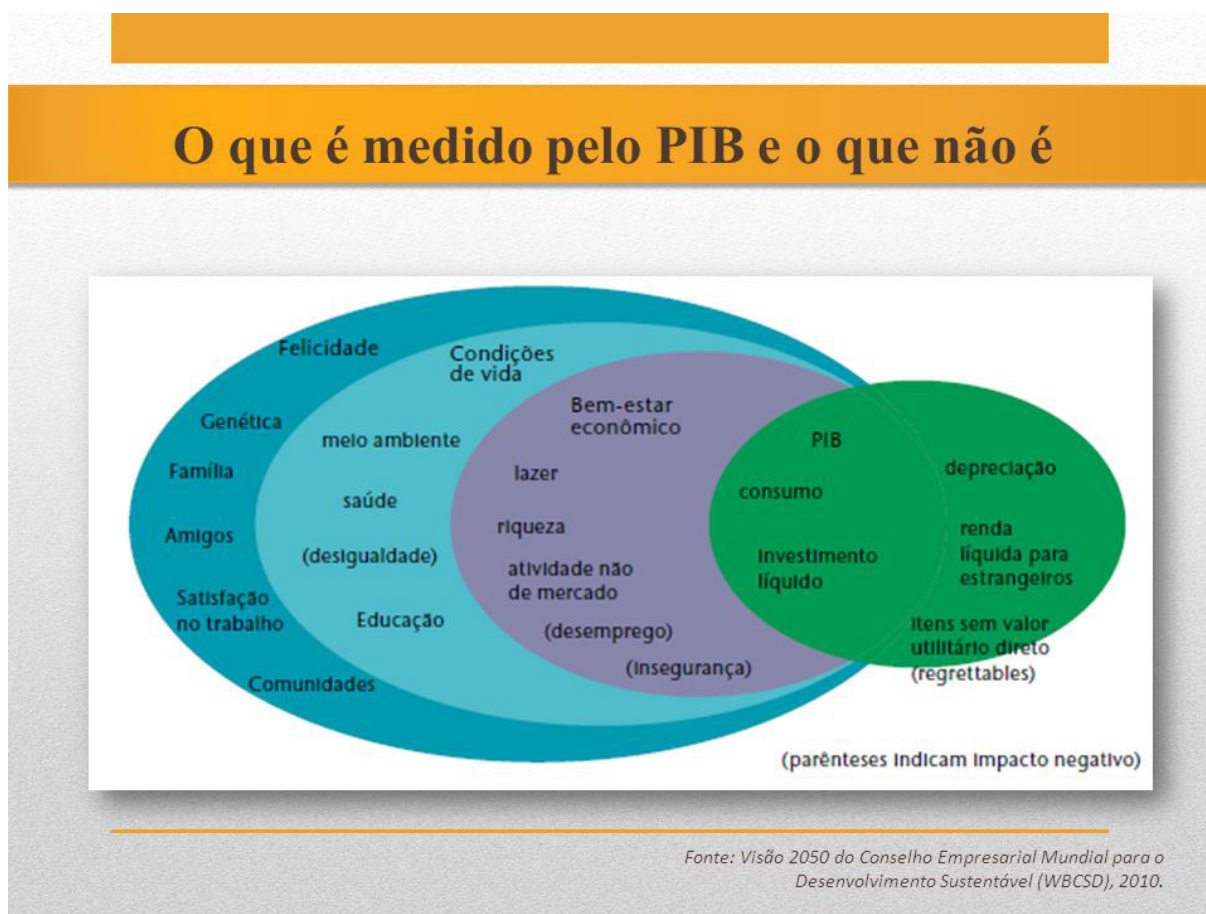 O que é medido pelo PIB e o que não é
Felicidade
Genética
Família
Amigos
Satisfação
no trabalho
Comunidades
Condições
de vida
meio ambiente
saúde
(desigualdade)
Educação
Bem-estar
econômico
lazer
riqueza
atividade não
de mercado
(desemprego)
(insegurança)
PIB
consumo
investimento
líquido
depreciação
renda
líquida para
estrangeiros
itens sem valor
utilitário direto
(regrettables)
(parênteses indicam impacto negativo)
Fonte: Visão 2050 do Conselho Empresarial Mundial para o
Desenvolvimento Sustentável (WBCSD), 2010.